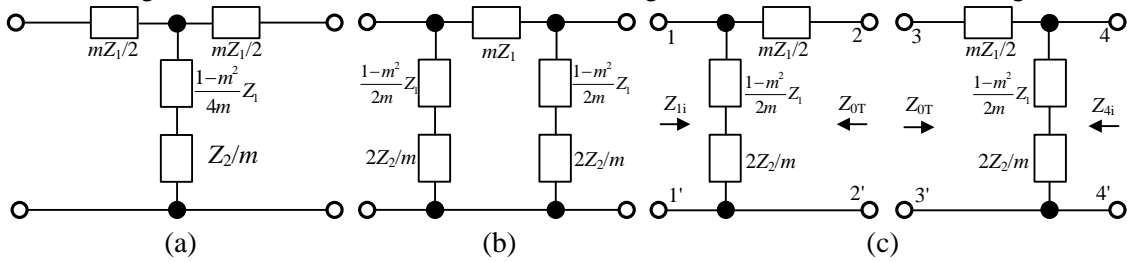 mZ₁/2 mZ₁/2
1−m²/4m Z₁
Z₂/m
(a)
mZ₁
1−m²/2m Z₁ 1−m²/2m Z₁
2Z₂/m 2Z₂/m
(b)
1 2
mZ₁/2
1−m²/2m Z₁
Z₁ᵢ Z₀T
2Z₂/m
1' 2'
3 4
mZ₁/2
1−m²/2m Z₁
Z₀T Z₄ᵢ
2Z₂/m
3' 4'
(c)